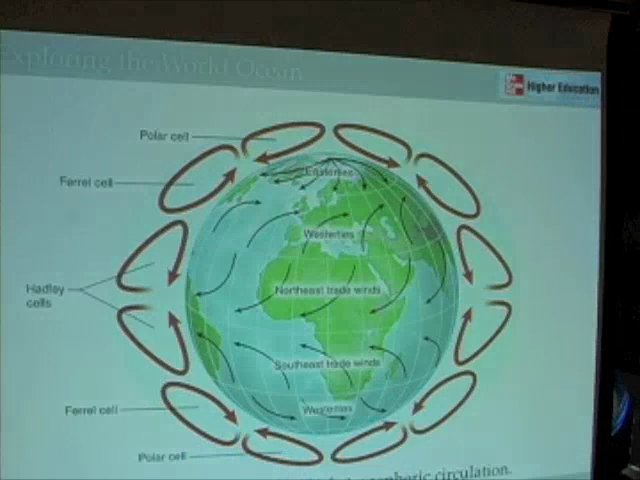 Exploring the World Ocean
Higher Education
Polar cell
Ferrel cell
Hadley
cells
Ferrel cell
Polar cell
Easterlies
Westerlies
Northeast trade winds
Southeast trade winds
Westerlies
circulation.